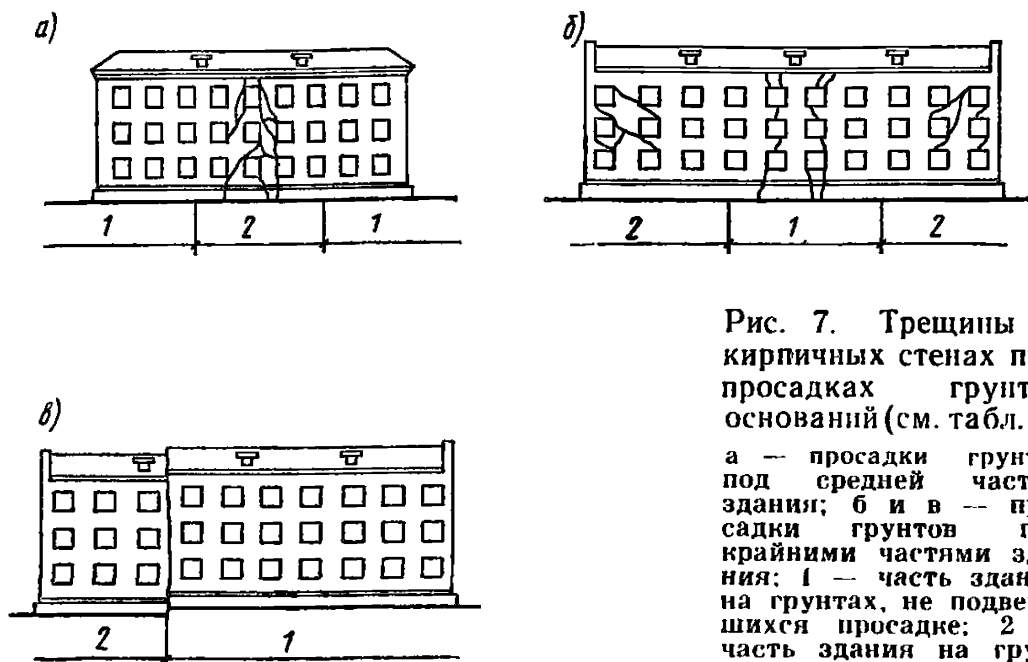 а)
б)
1 2 1
2 1 2
в)
2 1
Рис. 7. Трещины
кирпичных стенах п
просадках грунт
оснований (см. табл.
а — просадки грунт
под средней част
здания; б и в — п
садки грунтов п
крайними частями зд
ния; 1 — часть здан
на грунтах, не подве
шихся просадке; 2
часть здания на гру